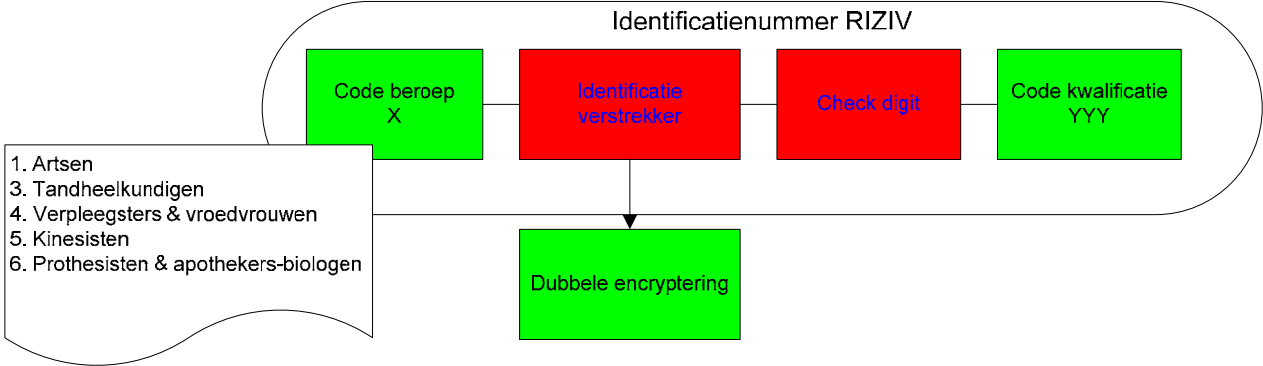 Identificatienummer RIZIV
Code beroep
X
Identificatie
verstrekker
Check digit
Code kwalificatie
YYY
1. Artsen
3. Tandheelkundigen
4. Verpleegsters & vroedvrouwen
5. Kinesisten
6. Prothesisten & apothekers-biologen
Dubbele encryptering